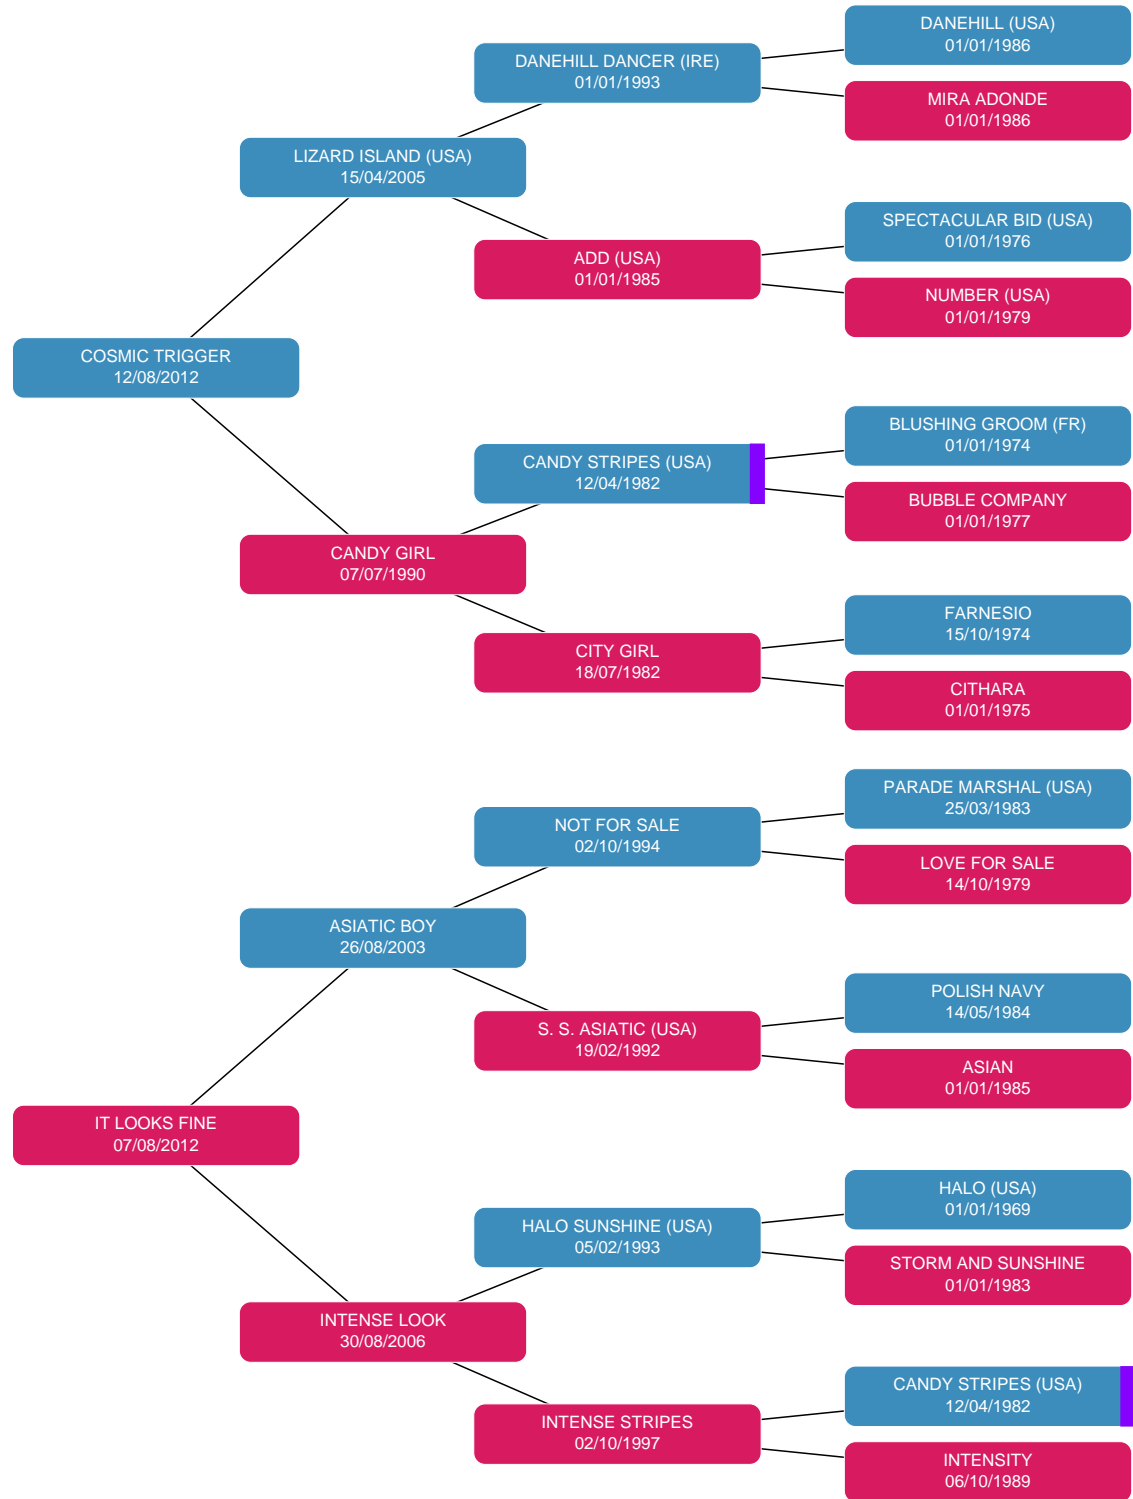 DANEHILL (USA)
01/01/1986
DANEHILL DANCER (IRE)
01/01/1993
MIRA ADONDE
01/01/1986
LIZARD ISLAND (USA)
15/04/2005
SPECTACULAR BID (USA)
01/01/1976
ADD (USA)
01/01/1985
NUMBER (USA)
01/01/1979
COSMIC TRIGGER
12/08/2012
BLUSHING GROOM (FR)
01/01/1974
CANDY STRIPES (USA)
12/04/1982
BUBBLE COMPANY
01/01/1977
CANDY GIRL
07/07/1990
FARNESIO
15/10/1974
CITY GIRL
18/07/1982
CITHARA
01/01/1975
PARADE MARSHAL (USA)
25/03/1983
NOT FOR SALE
02/10/1994
LOVE FOR SALE
14/10/1979
ASIATIC BOY
26/08/2003
POLISH NAVY
14/05/1984
S. S. ASIATIC (USA)
19/02/1992
ASIAN
01/01/1985
IT LOOKS FINE
07/08/2012
HALO (USA)
01/01/1969
HALO SUNSHINE (USA)
05/02/1993
STORM AND SUNSHINE
01/01/1983
INTENSE LOOK
30/08/2006
CANDY STRIPES (USA)
12/04/1982
INTENSE STRIPES
02/10/1997
INTENSITY
06/10/1989